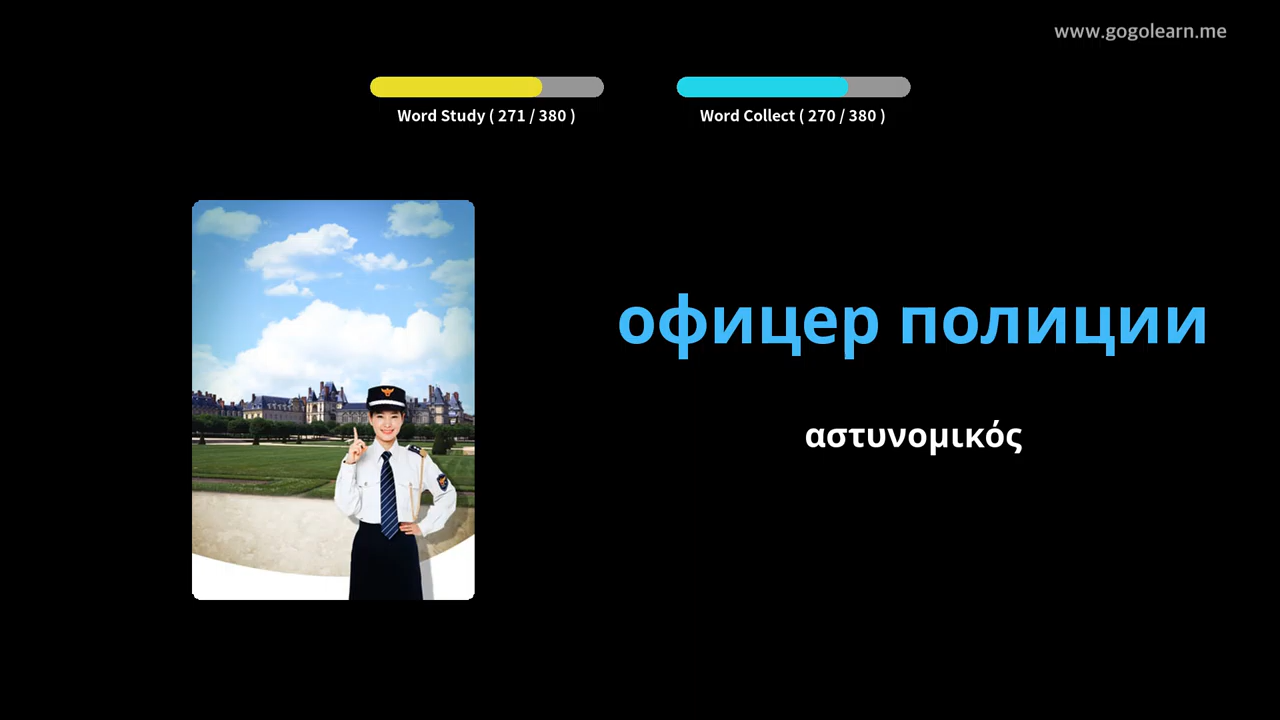 www.gogolearn.me
Word Study ( 271 / 380 )
Word Collect ( 270 / 380 )
офицер полиции
αστυνομικός